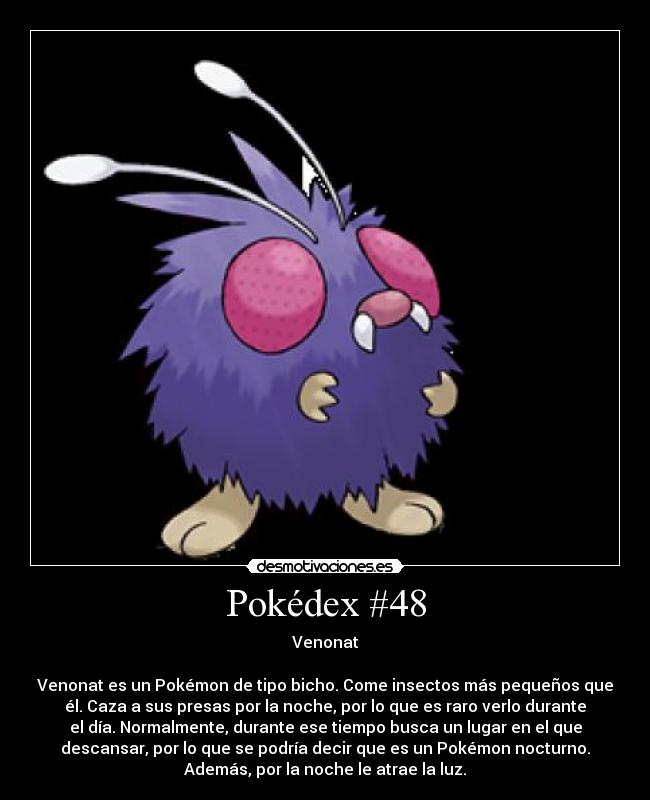 desmotivaciones.es
Pokédex #48
Venonat
Venonat es un Pokémon de tipo bicho. Come insectos más pequeños que
él. Caza a sus presas por la noche, por lo que es raro verlo durante
el día. Normalmente, durante ese tiempo busca un lugar en el que
descansar, por lo que se podría decir que es un Pokémon nocturno.
Además, por la noche le atrae la luz.